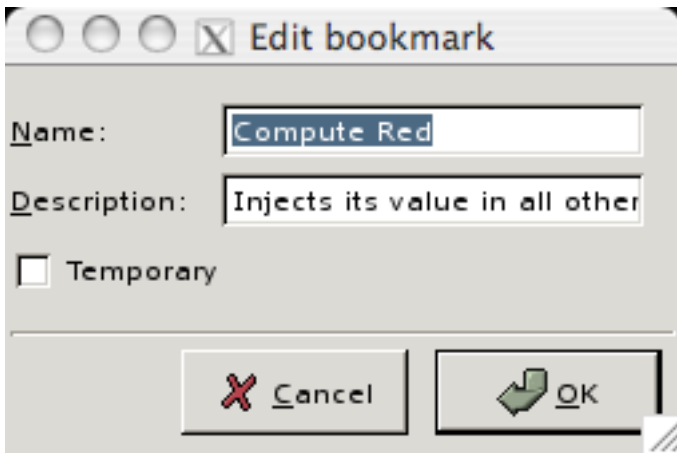 Edit bookmark
Name: Compute Red
Description: Injects its value in all other
Temporary
Cancel OK